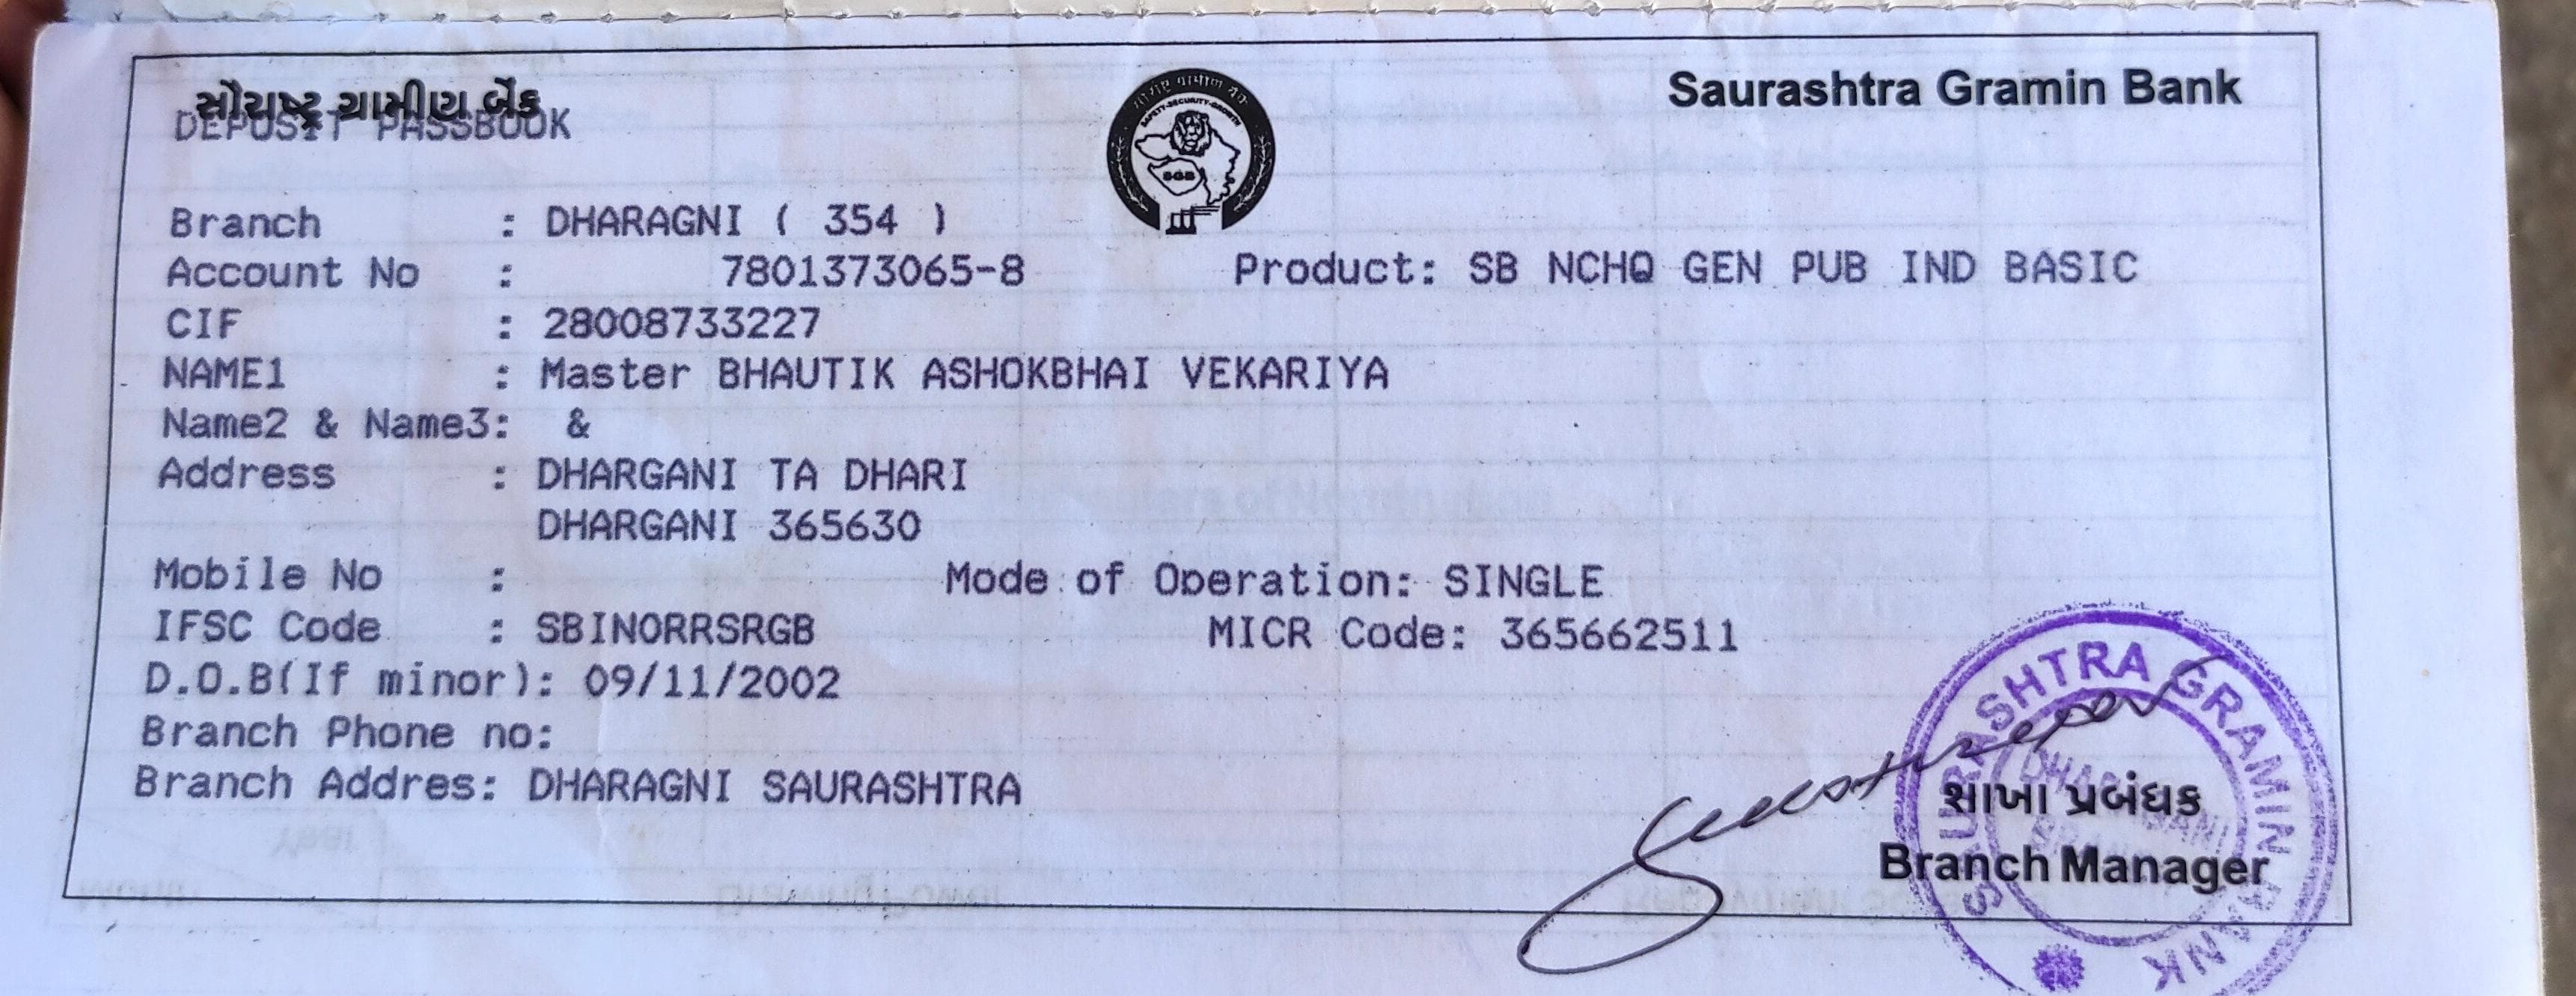 સૌરાષ્ટ્ર ગ્રામીણ બેંક
Saurashtra Gramin Bank
DEPOSIT PASSBOOK
SAFETY-SECURITY-GROWTH
SGB
Branch : DHARAGNI ( 354 )
Account No : 7801373065-8 Product: SB NCHQ GEN PUB IND BASIC
CIF : 28008733227
NAME1 : Master BHAUTIK ASHOKBHAI VEKARIYA
Name2 & Name3: &
Address : DHARGANI TA DHARI
DHARGANI 365630
Mobile No : Mode of Operation: SINGLE
IFSC Code : SBIN0RRSRGB MICR Code: 365662511
D.O.B(If minor): 09/11/2002
Branch Phone no:
Branch Addres: DHARAGNI SAURASHTRA
SAURASHTRA GRAMIN BANK
શાખા પ્રબંધક
Branch Manager